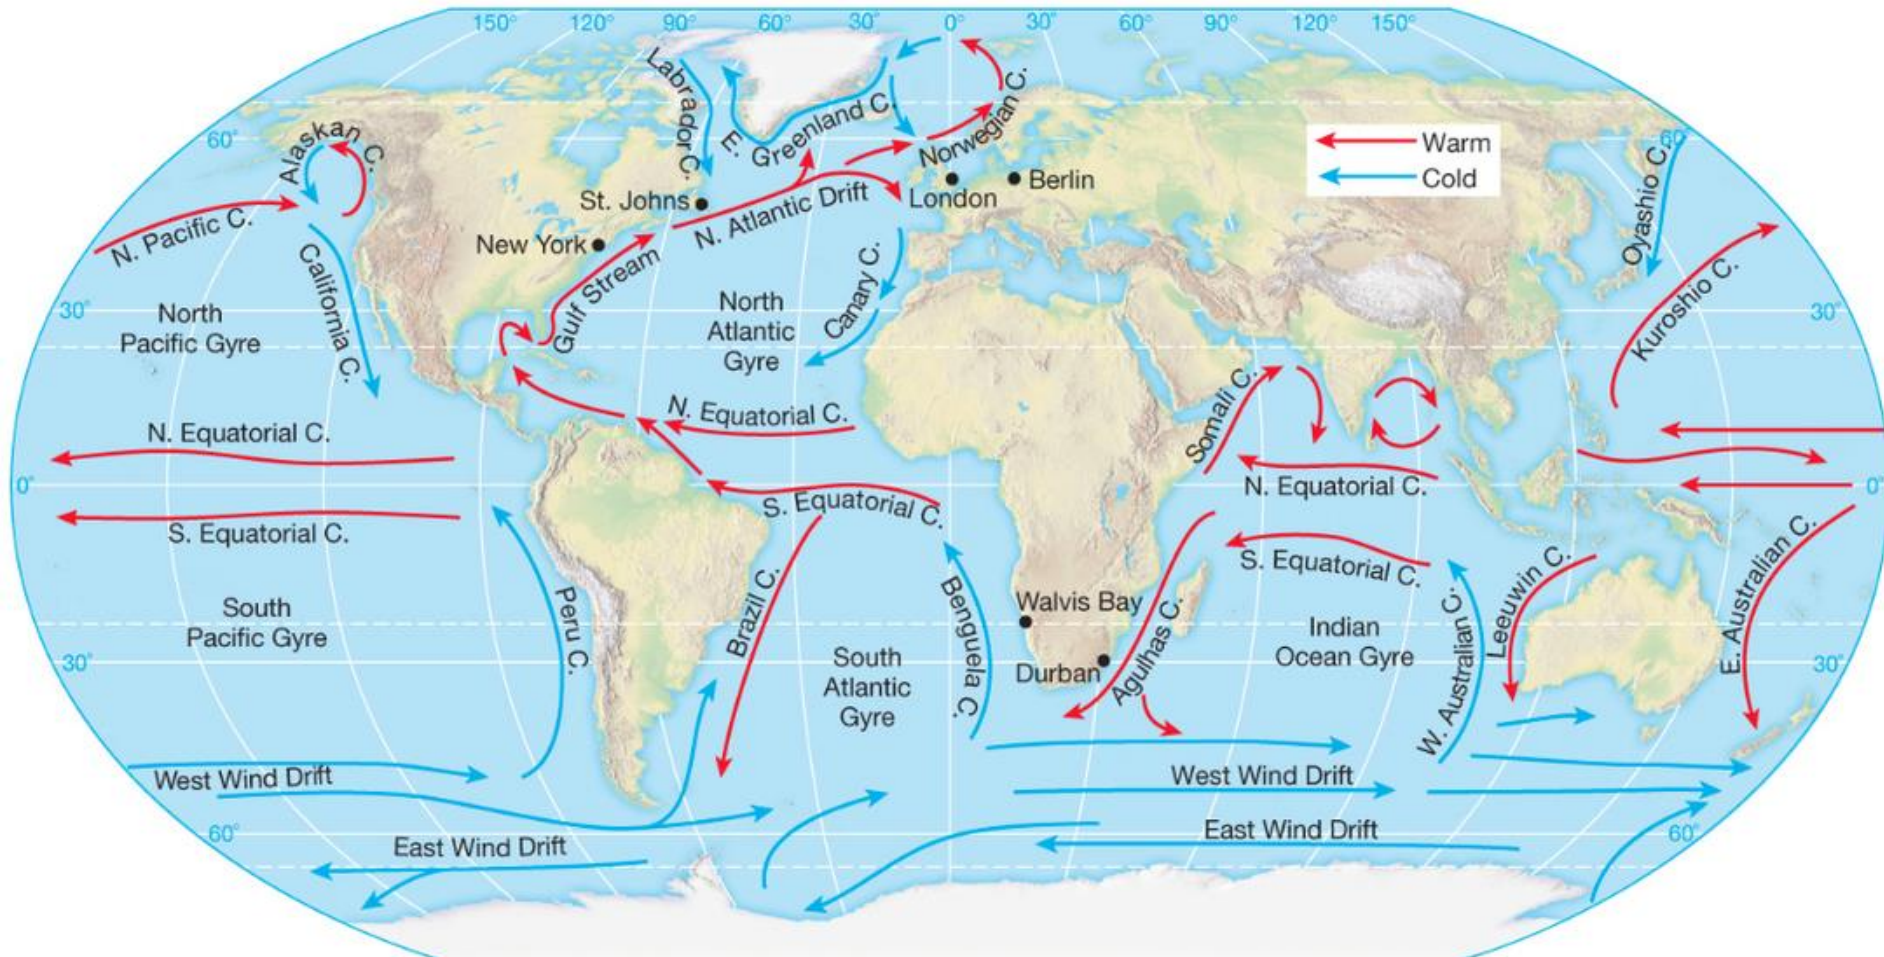 150°
120°
90°
60°
30°
0°
30°
60°
90°
120°
150°
Labrador C.
E. Greenland C.
Norwegian C.
60°
Alaskan C.
Warm
Cold
60°
Oyashio C.
St. Johns
London
Berlin
N. Pacific C.
N. Atlantic Drift
New York
Gulf Stream
California C.
Canary C.
Kuroshio C.
30°
North
Pacific Gyre
North
Atlantic
Gyre
30°
N. Equatorial C.
N. Equatorial C.
Somali C.
0°
N. Equatorial C.
0°
S. Equatorial C.
S. Equatorial C.
S. Equatorial C.
Leeuwin C.
E. Australian C.
South
Pacific Gyre
Peru C.
Brazil C.
Benguela C.
Walvis Bay
Durban
Agulhas C.
Indian
Ocean Gyre
W. Australian C.
30°
South
Atlantic
Gyre
30°
West Wind Drift
West Wind Drift
60°
East Wind Drift
East Wind Drift
60°